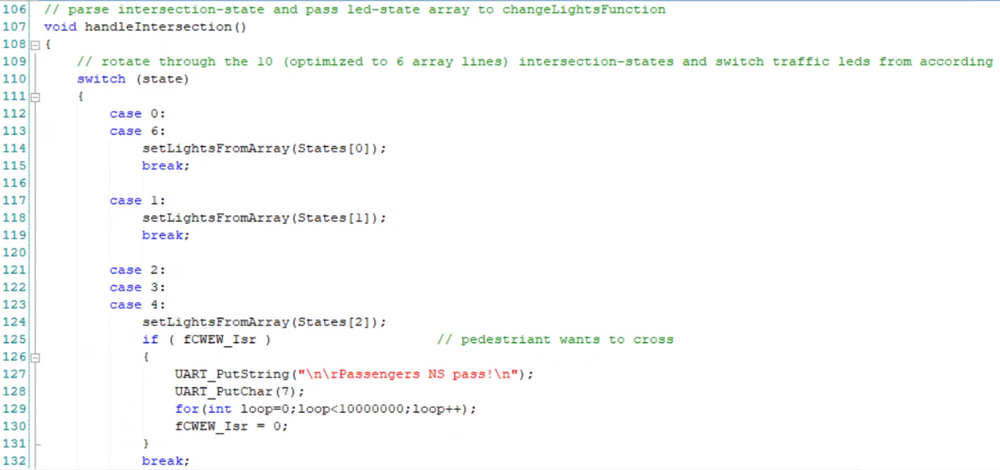 106 // parse intersection-state and pass led-state array to changeLightsFunction
107 void handleIntersection()
108 {
109 // rotate through the 10 (optimized to 6 array lines) intersection-states and switch traffic leds from according
110 switch (state)
111 {
112 case 0:
113 case 6:
114 setLightsFromArray(States[0]);
115 break;
116
117 case 1:
118 setLightsFromArray(States[1]);
119 break;
120
121 case 2:
122 case 3:
123 case 4:
124 setLightsFromArray(States[2]);
125 if ( fCWEW_Isr ) // pedestriant wants to cross
126 {
127 UART_PutString("\n\rPassengers NS pass!\n");
128 UART_PutChar(7);
129 for(int loop=0;loop<10000000;loop++);
130 fCWEW_Isr = 0;
131 }
132 break;